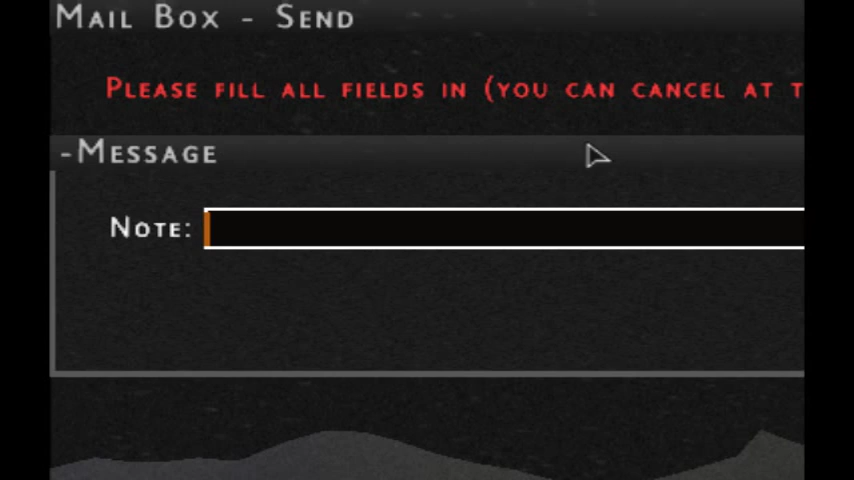 Mail Box - Send
Please fill all fields in (you can cancel at t
-Message
Note: